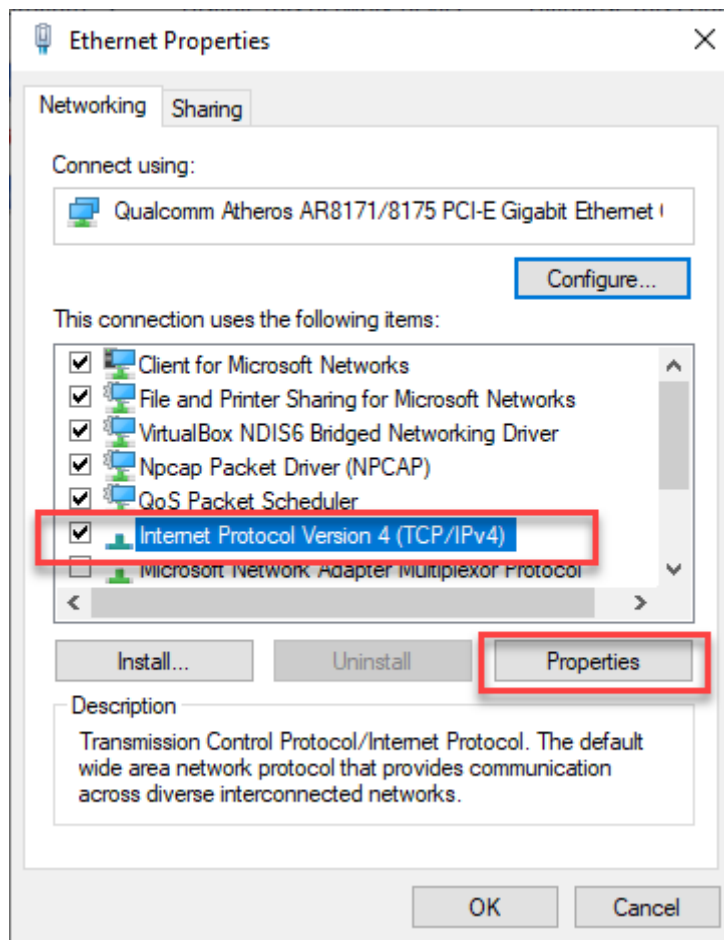 Ethernet Properties
Networking
Sharing
Connect using:
Qualcomm Atheros AR8171/8175 PCI-E Gigabit Ethernet
Configure...
This connection uses the following items:
Client for Microsoft Networks
File and Printer Sharing for Microsoft Networks
VirtualBox NDIS6 Bridged Networking Driver
Npcap Packet Driver (NPCAP)
QoS Packet Scheduler
Internet Protocol Version 4 (TCP/IPv4)
Microsoft Network Adapter Multiplexor Protocol
Install...
Uninstall
Properties
Description
Transmission Control Protocol/Internet Protocol. The default
wide area network protocol that provides communication
across diverse interconnected networks.
OK
Cancel